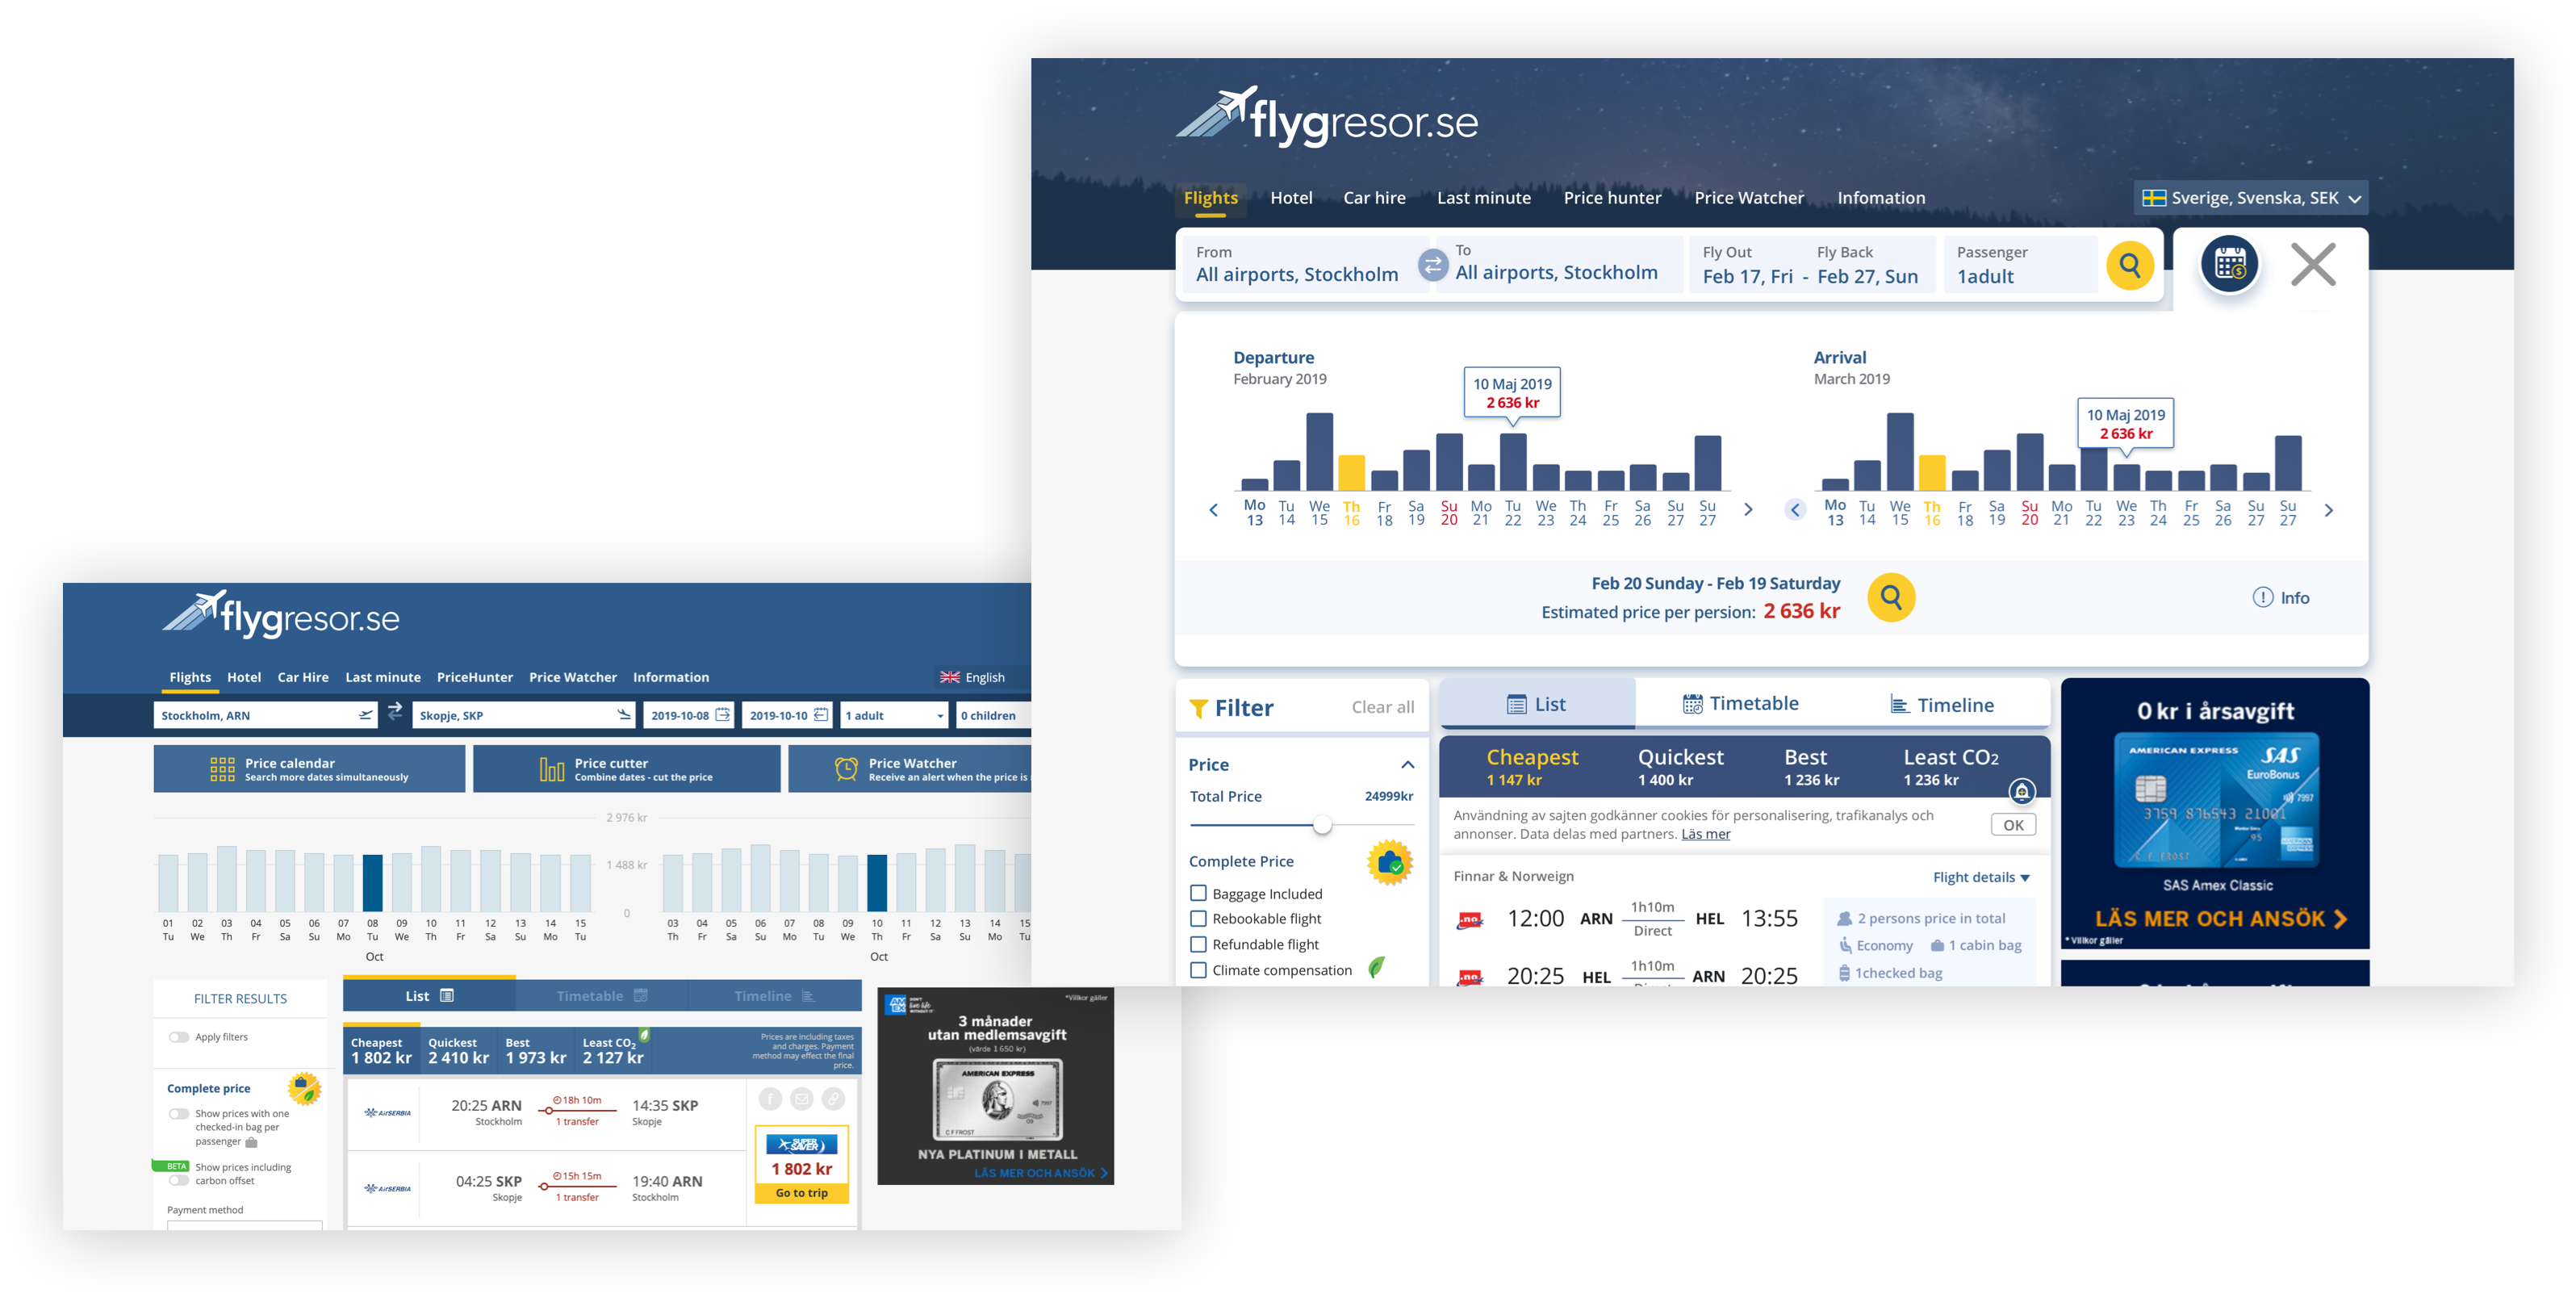 flygresor.se
Flights Hotel Car hire Last minute Price hunter Price Watcher Infomation
Sverige, Svenska, SEK
From
All airports, Stockholm
To
All airports, Stockholm
Fly Out Fly Back
Feb 17, Fri - Feb 27, Sun
Passenger
1adult
Departure
February 2019
10 Maj 2019
2 636 kr
Mo Tu We Th Fr Sa Su Mo Tu We Th Fr Sa Su Su
13 14 15 16 18 19 20 21 22 23 24 25 26 27 27
Arrival
March 2019
10 Maj 2019
2 636 kr
Mo Tu We Th Fr Sa Su Mo Tu We Th Fr Sa Su Su
13 14 15 16 18 19 20 21 22 23 24 25 26 27 27
Feb 20 Sunday - Feb 19 Saturday
Estimated price per persion: 2 636 kr
Info
Filter Clear all
Price
Total Price 24999kr
Complete Price
Baggage Included
Rebookable flight
Refundable flight
Climate compensation
List Timetable Timeline
Cheapest Quickest Best Least CO2
1 147 kr 1 400 kr 1 236 kr 1 236 kr
Användning av sajten godkänner cookies för personalisering, trafikanalys och
annonser. Data delas med partners. Läs mer
OK
Finnar & Norweign Flight details
12:00 ARN 1h10m HEL 13:55
Direct
20:25 HEL 1h10m ARN 20:25
2 persons price in total
Economy 1 cabin bag
1checked bag
0 kr i årsavgift
AMERICAN EXPRESS SAS
EuroBonus
7997
3759 876543 21001
95
C F FROST
SAS Amex Classic
LÄS MER OCH ANSÖK
* Villkor gäller
flygresor.se
Flights Hotel Car Hire Last minute PriceHunter Price Watcher Information
English
Stockholm, ARN Skopje, SKP 2019-10-08 2019-10-10 1 adult 0 children
Price calendar
Search more dates simultaneously
Price cutter
Combine dates - cut the price
Price Watcher
Receive an alert when the price is
2 976 kr
1 488 kr
0
01 02 03 04 05 06 07 08 09 10 11 12 13 14 15
Tu We Th Fr Sa Su Mo Tu We Th Fr Sa Su Mo Tu
Oct
03 04 05 06 07 08 09 10 11 12 13 14 15
Th Fr Sa Su Mo Tu We Th Fr Sa Su Mo Tu
Oct
FILTER RESULTS
Apply filters
Complete price
Show prices with one
checked-in bag per
passenger
BETA Show prices including
carbon offset
Payment method
List Timetable Timeline
Cheapest Quickest Best Least CO2
1 802 kr 2 410 kr 1 973 kr 2 127 kr
Prices are including taxes
and charges. Payment
method may effect the final
price.
AirSERBIA
20:25 ARN 18h 10m 14:35 SKP
Stockholm 1 transfer Skopje
AirSERBIA
04:25 SKP 15h 15m 19:40 ARN
Skopje 1 transfer Stockholm
SUPER
SAVER
1 802 kr
Go to trip
*Villkor gäller
DON'T
live life
WITHOUT IT
3 månader
utan medlemsavgift
(värde 1 650 kr)
AMERICAN EXPRESS
C F FROST
NYA PLATINUM I METALL
LÄS MER OCH ANSÖK